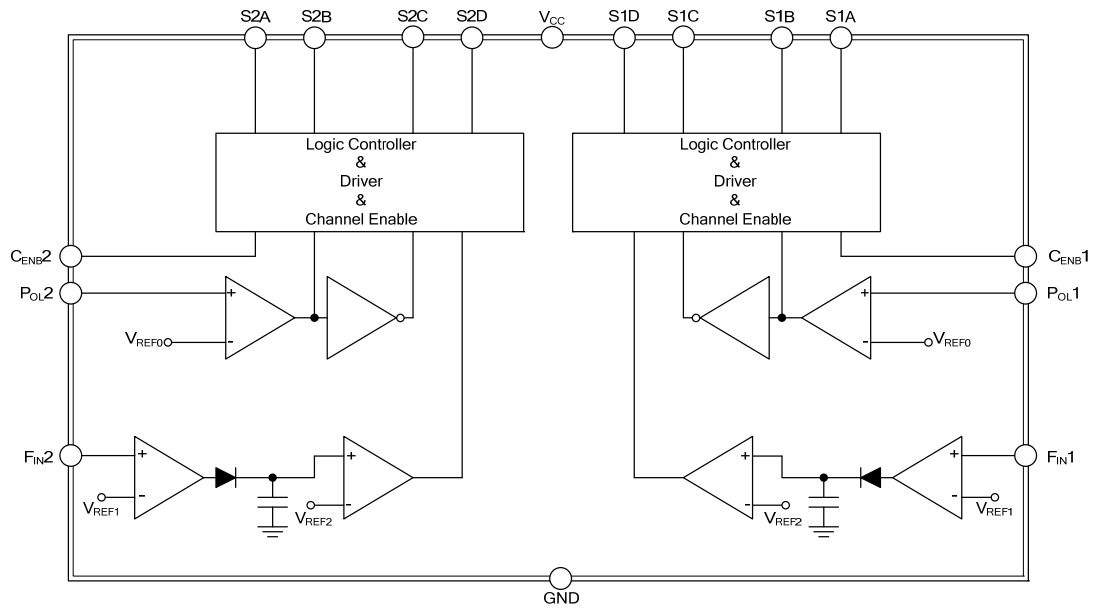 S2A S2B S2C S2D VCC S1D S1C S1B S1A
Logic Controller
&
Driver
&
Channel Enable
Logic Controller
&
Driver
&
Channel Enable
CENB2
CENB1
POL2
+
+
POL1
VREF0
-
-
VREF0
FIN2
+
+
+
+
FIN1
VREF1
-
VREF2
-
-
VREF2
-
VREF1
GND